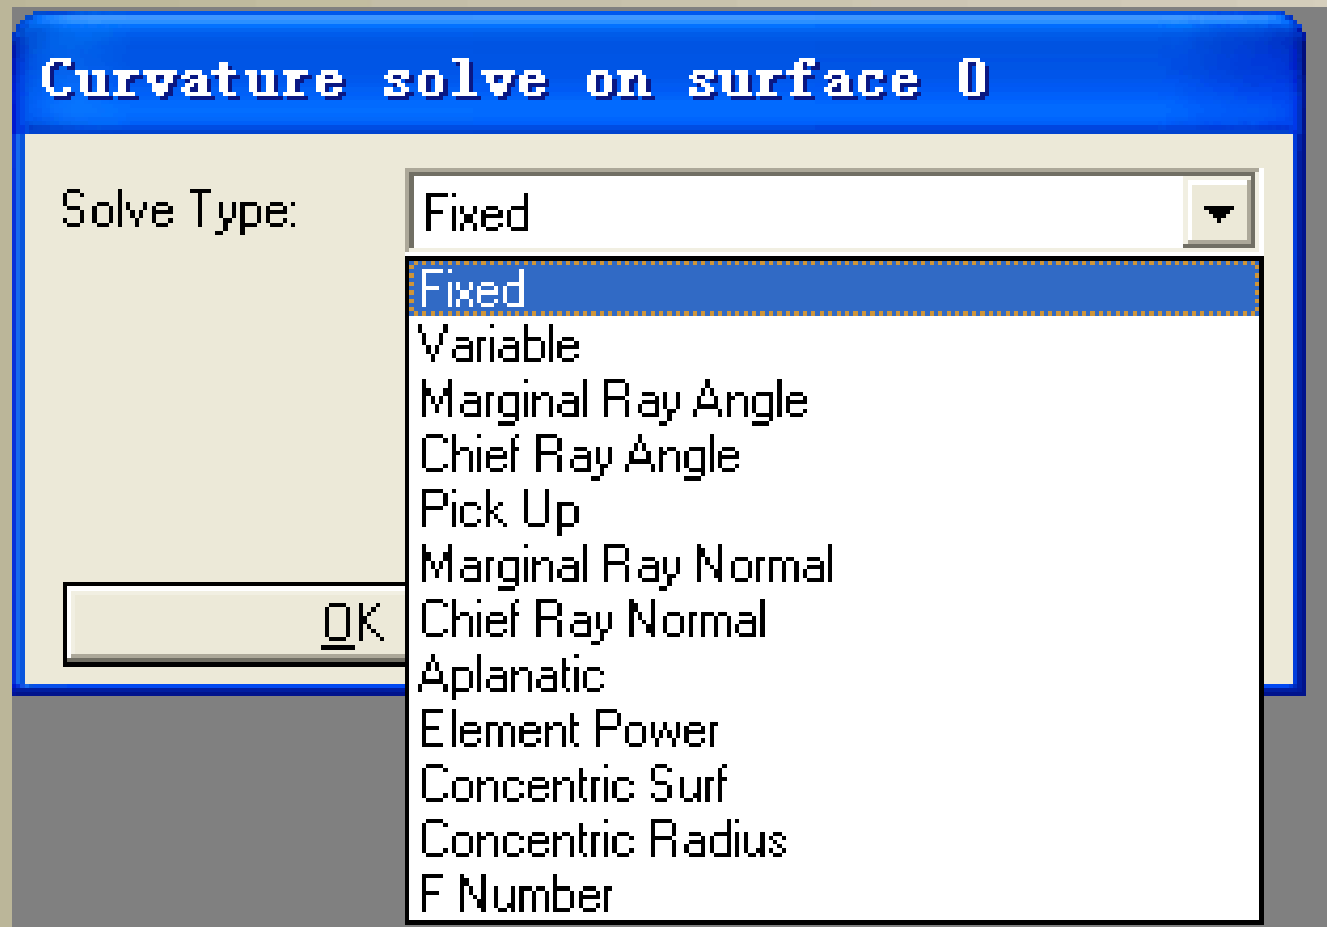 Curvature solve on surface 0
Solve Type:
Fixed
Fixed
Variable
Marginal Ray Angle
Chief Ray Angle
Pick Up
Marginal Ray Normal
Chief Ray Normal
OK
Aplanatic
Element Power
Concentric Surf
Concentric Radius
F Number